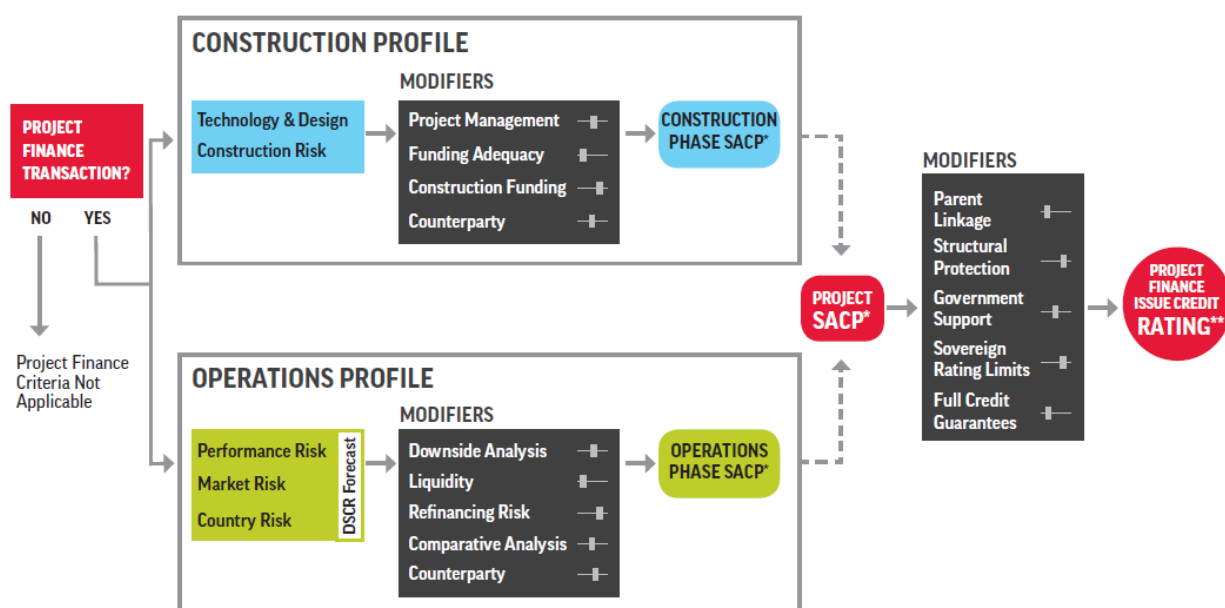 CONSTRUCTION PROFILE
MODIFIERS
PROJECT
FINANCE
TRANSACTION?
NO
YES
Project Finance
Criteria Not
Applicable
Technology & Design
Construction Risk
Project Management
Funding Adequacy
Construction Funding
Counterparty
CONSTRUCTION
PHASE SACP*
OPERATIONS PROFILE
MODIFIERS
Performance Risk
Market Risk
Country Risk
DSCR Forecast
Downside Analysis
Liquidity
Refinancing Risk
Comparative Analysis
Counterparty
OPERATIONS
PHASE SACP*
PROJECT
SACP*
MODIFIERS
Parent
Linkage
Structural
Protection
Government
Support
Sovereign
Rating Limits
Full Credit
Guarantees
PROJECT
FINANCE
ISSUE CREDIT
RATING**